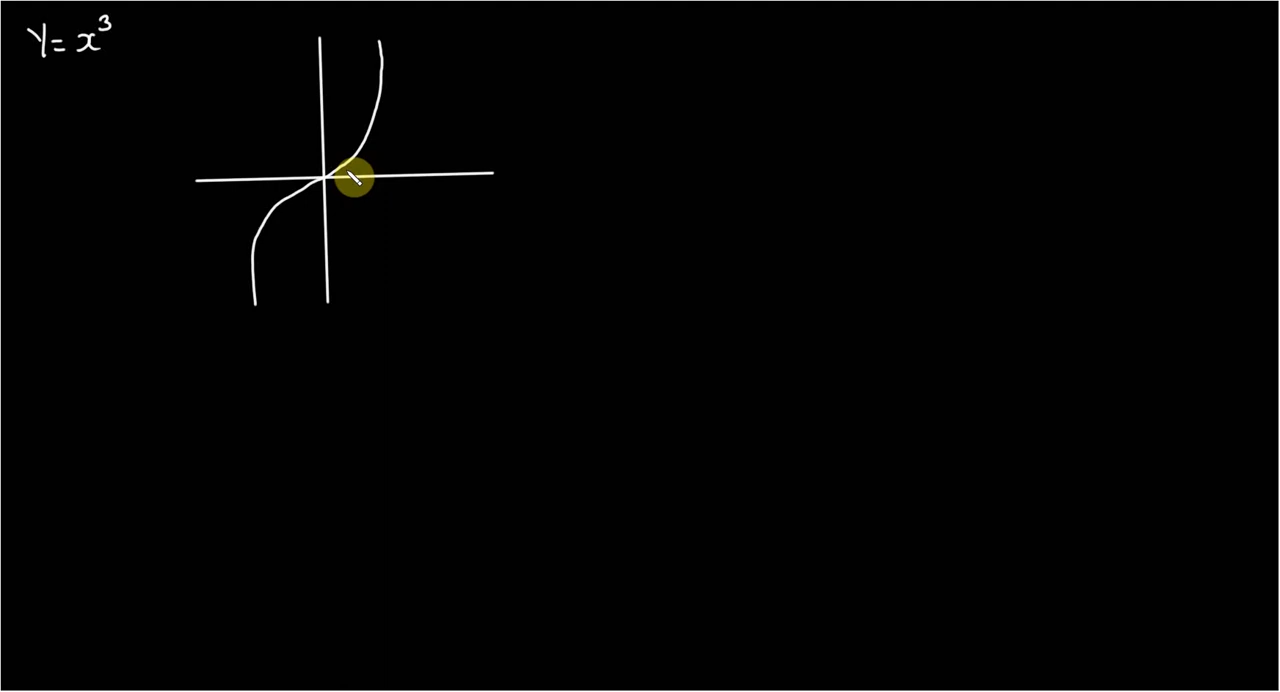 y = x³